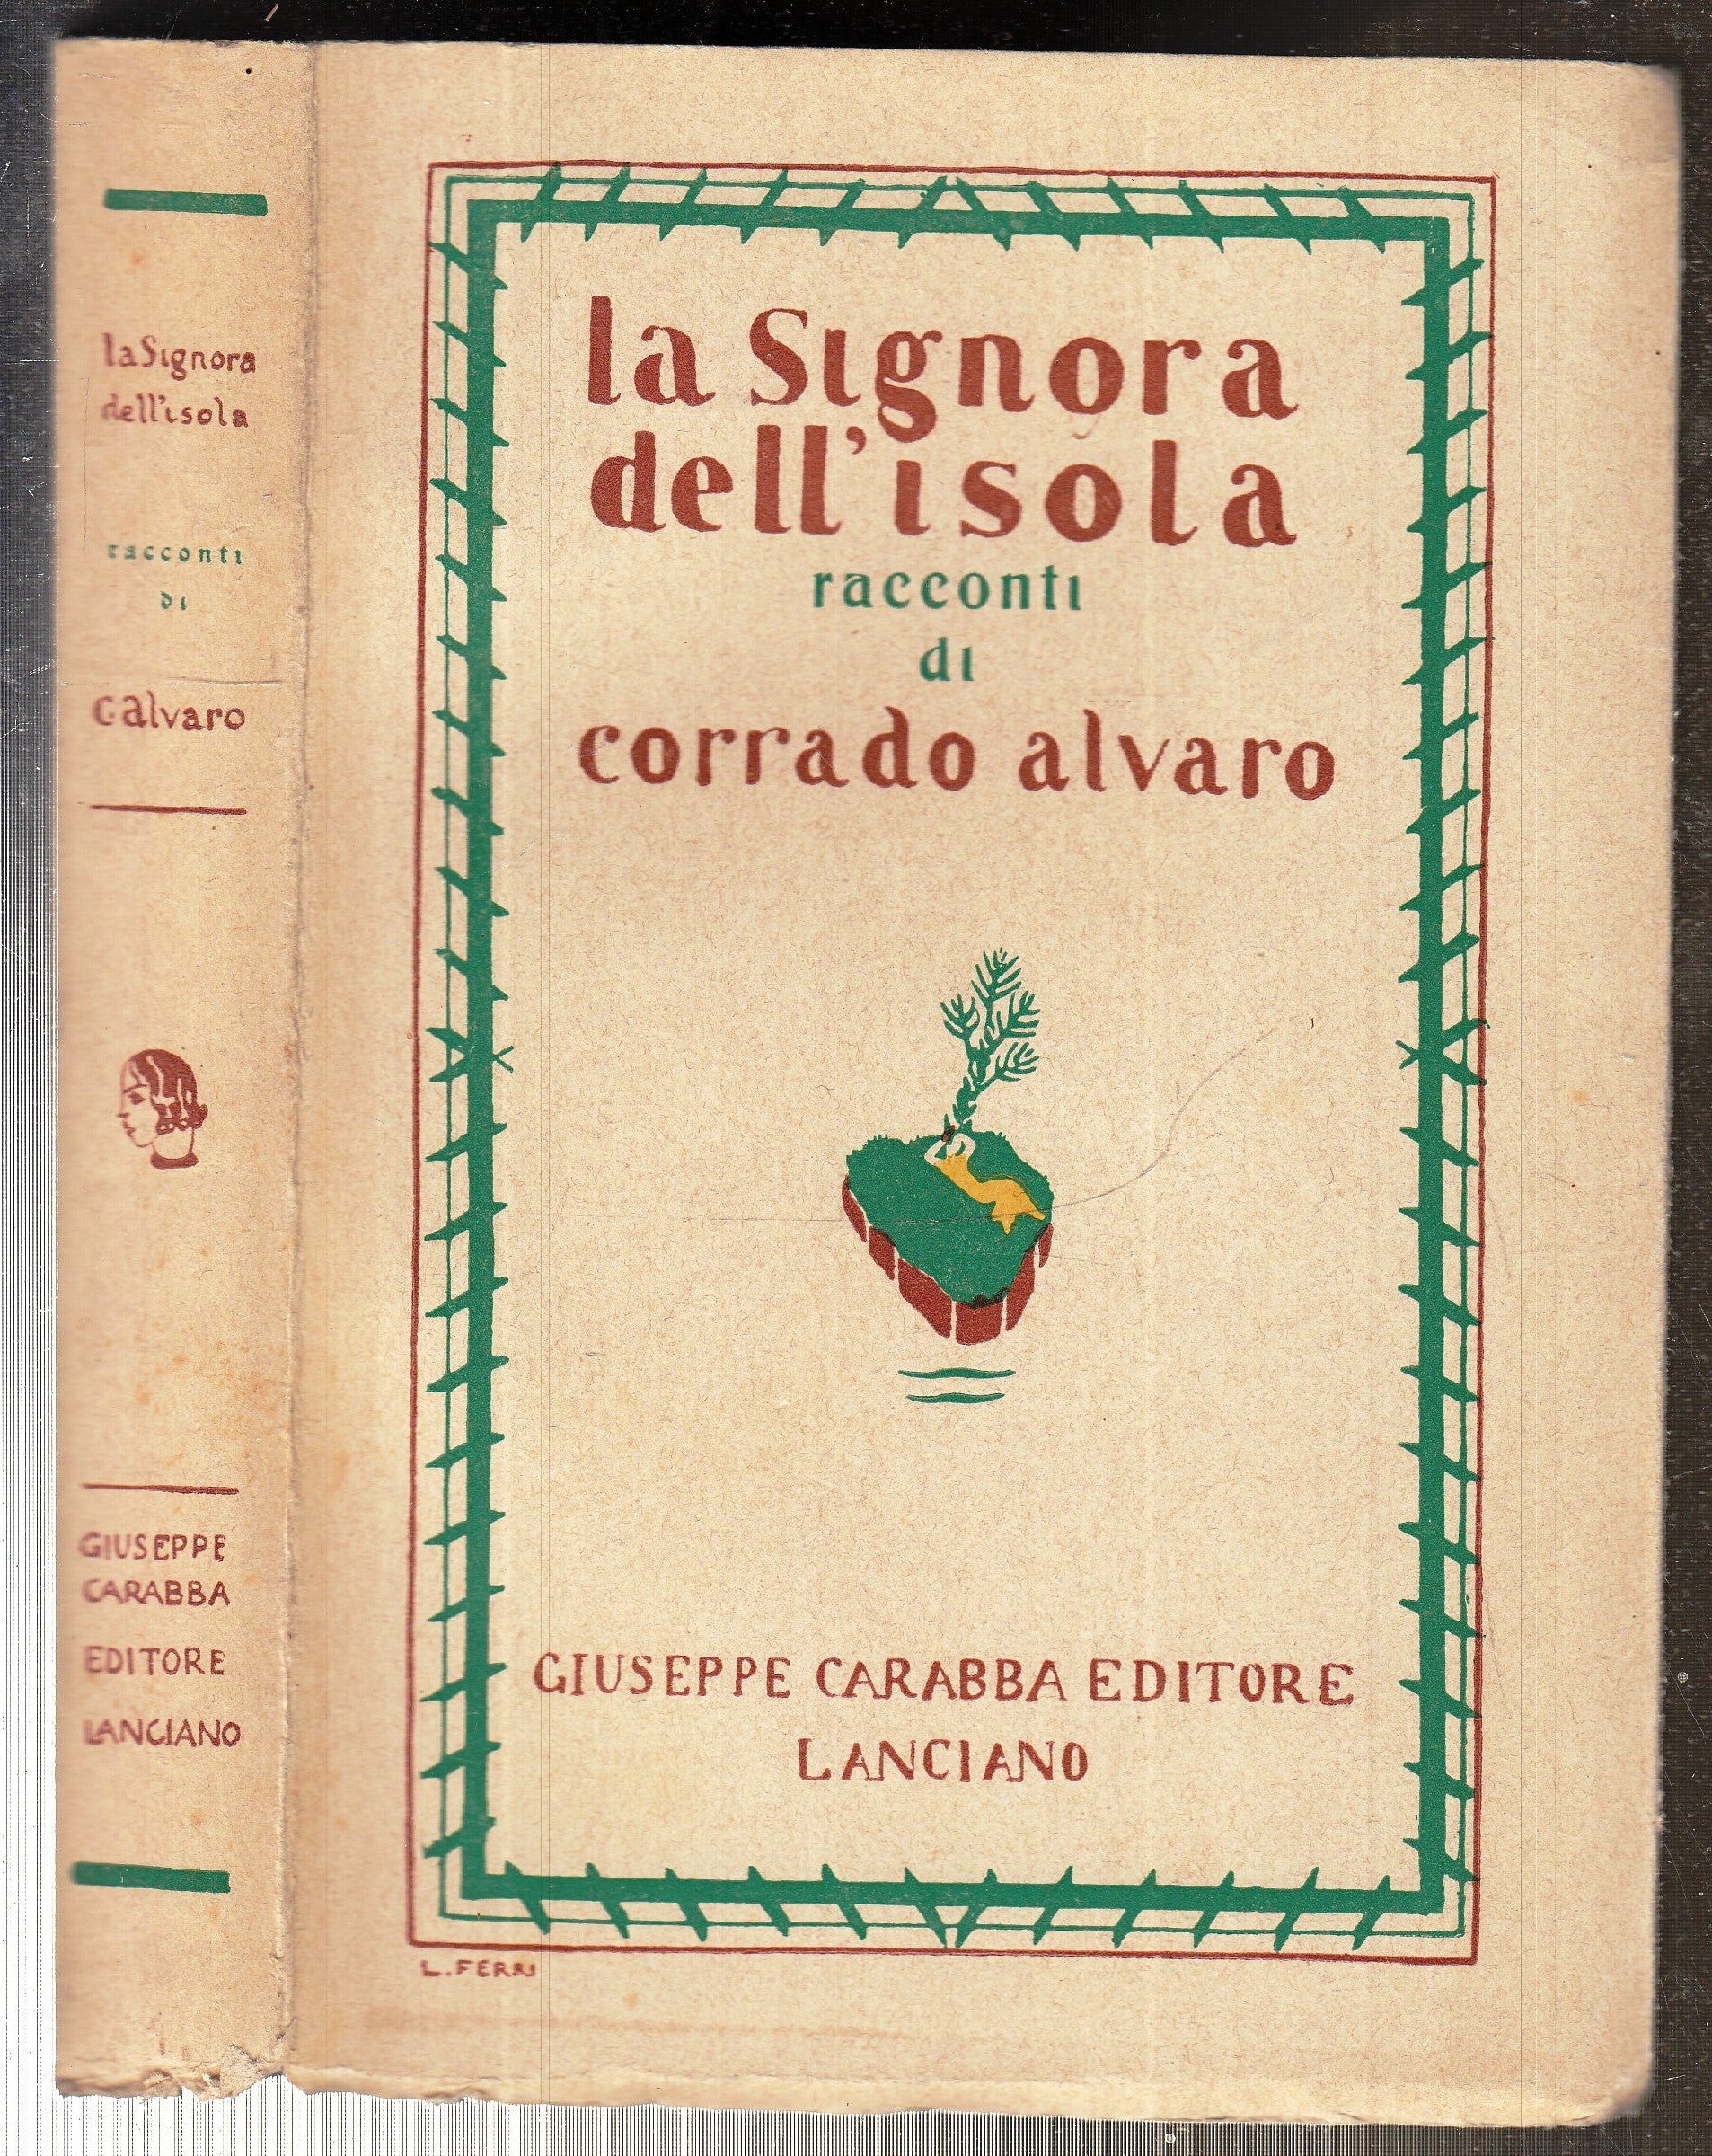 la Signora
dell'isola
racconti
di
calvaro
GIUSEPPE
CARABBA
EDITORE
LANCIANO
la Signora
dell'isola
racconti
di
corrado alvaro
GIUSEPPE CARABBA EDITORE
LANCIANO
L. FERRI